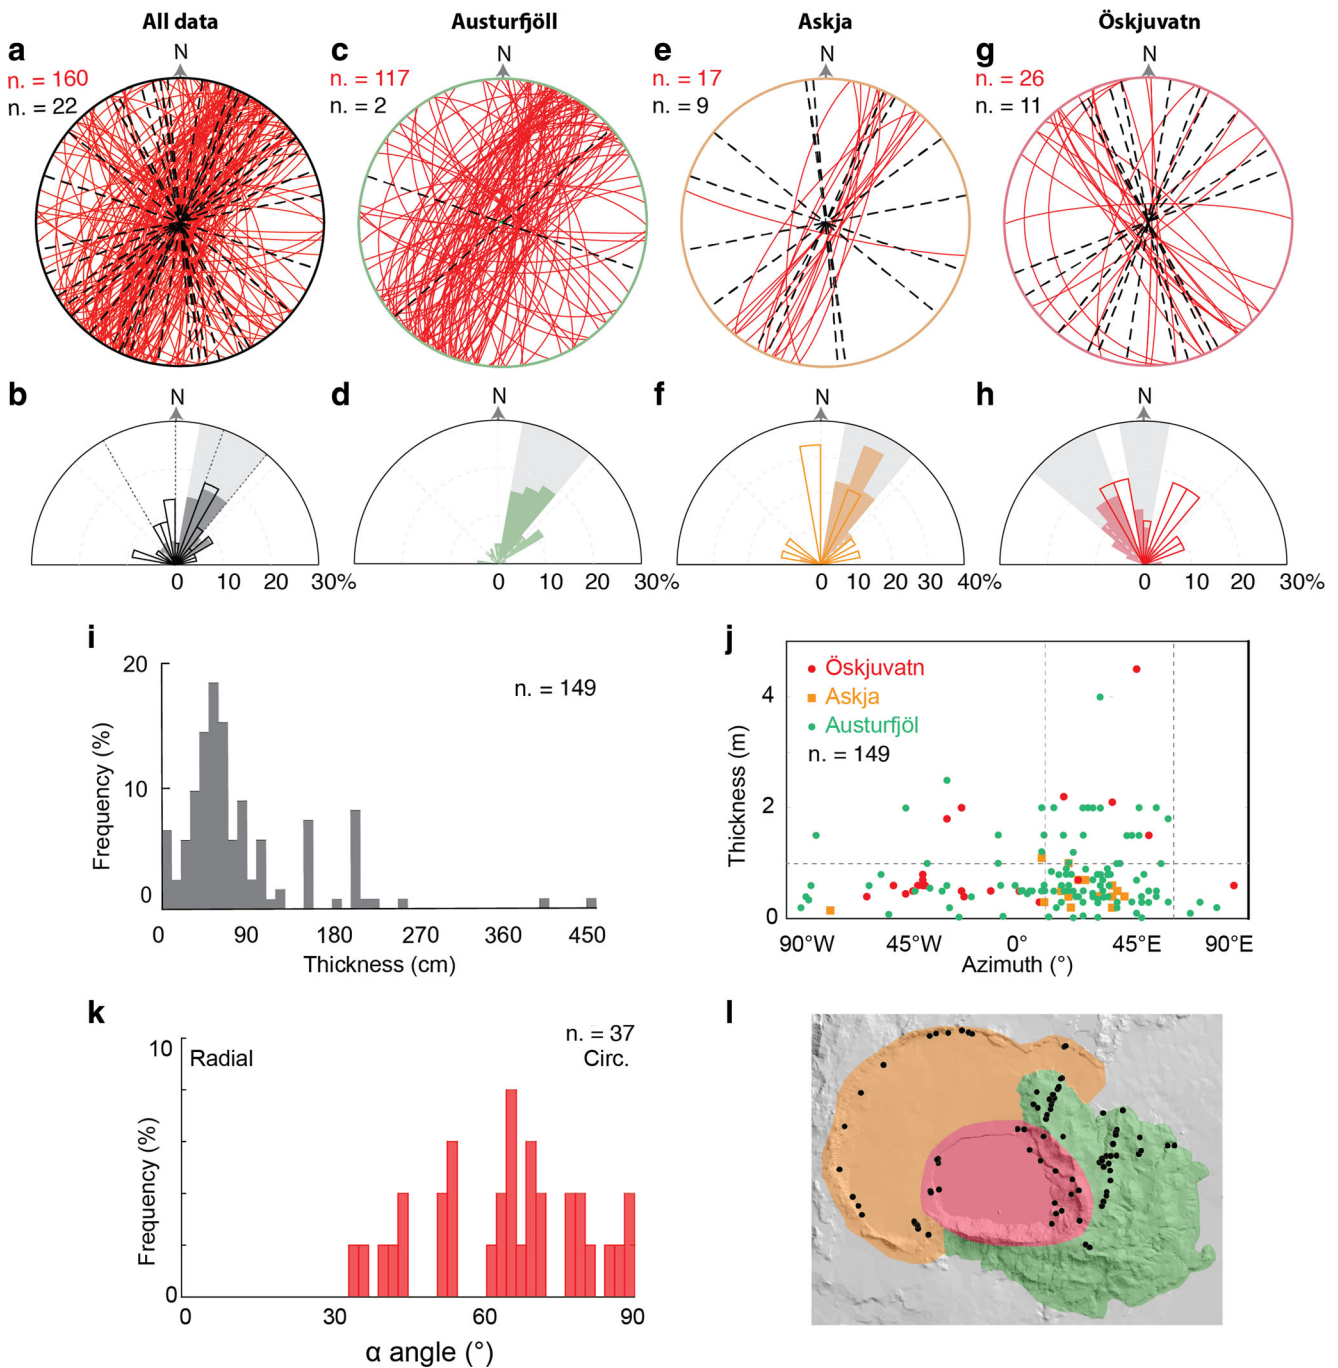 All data
Austurfjöll
Askja
Öskjuvatn
a
N
n. = 160
n. = 22
c
N
n. = 117
n. = 2
e
N
n. = 17
n. = 9
g
N
n. = 26
n. = 11
b
N
0 10 20 30%
d
N
0 10 20 30%
f
N
0 10 20 30 40%
h
N
0 10 20 30%
i
20
10
0
Frequency (%)
n. = 149
0 90 180 270 360 450
Thickness (cm)
j
Öskjuvatn
Askja
Austurfjöl
n. = 149
4
2
0
Thickness (m)
90°W 45°W 0° 45°E 90°E
Azimuth (°)
k
n. = 37
Radial
Circ.
10
0
Frequency (%)
0 30 60 90
α angle (°)
l